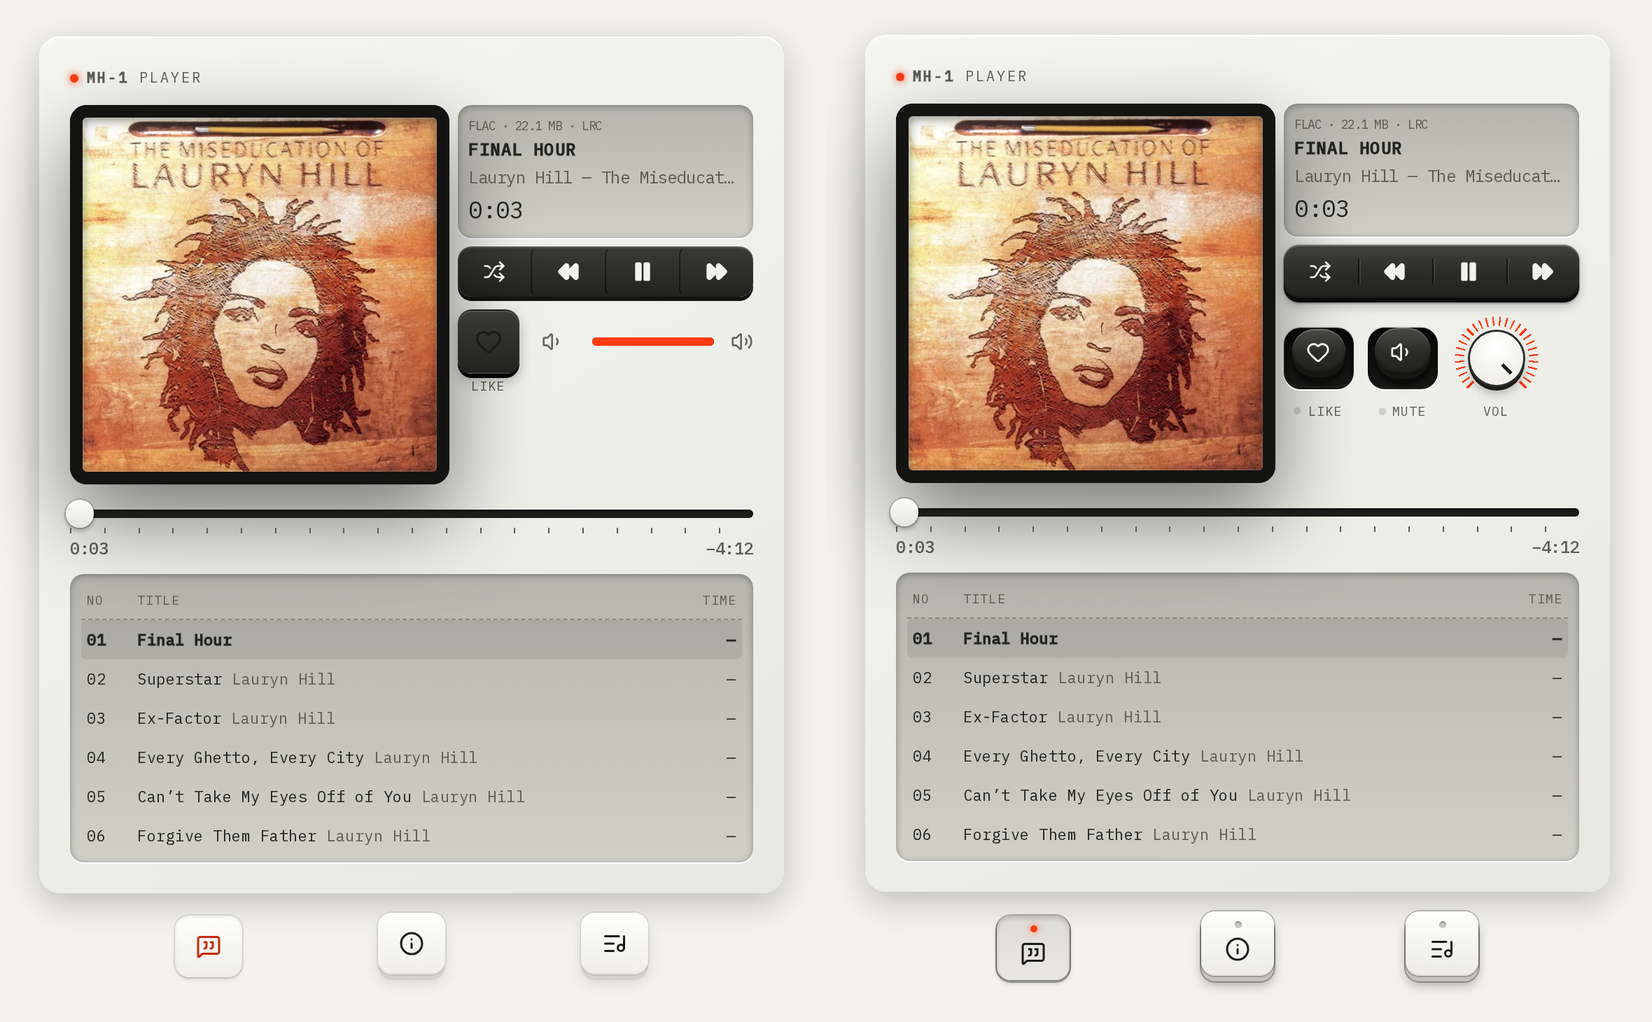 MH-1 PLAYER
THE MISEDUCATION OF
LAURYN HILL
FLAC · 22.1 MB · LRC
FINAL HOUR
Lauryn Hill — The Miseducat…
0:03
LIKE
0:03
−4:12
NO TITLE TIME
01 Final Hour —
02 Superstar Lauryn Hill —
03 Ex-Factor Lauryn Hill —
04 Every Ghetto, Every City Lauryn Hill —
05 Can’t Take My Eyes Off of You Lauryn Hill —
06 Forgive Them Father Lauryn Hill —
MH-1 PLAYER
THE MISEDUCATION OF
LAURYN HILL
FLAC · 22.1 MB · LRC
FINAL HOUR
Lauryn Hill — The Miseducat…
0:03
LIKE MUTE VOL
0:03
−4:12
NO TITLE TIME
01 Final Hour —
02 Superstar Lauryn Hill —
03 Ex-Factor Lauryn Hill —
04 Every Ghetto, Every City Lauryn Hill —
05 Can’t Take My Eyes Off of You Lauryn Hill —
06 Forgive Them Father Lauryn Hill —